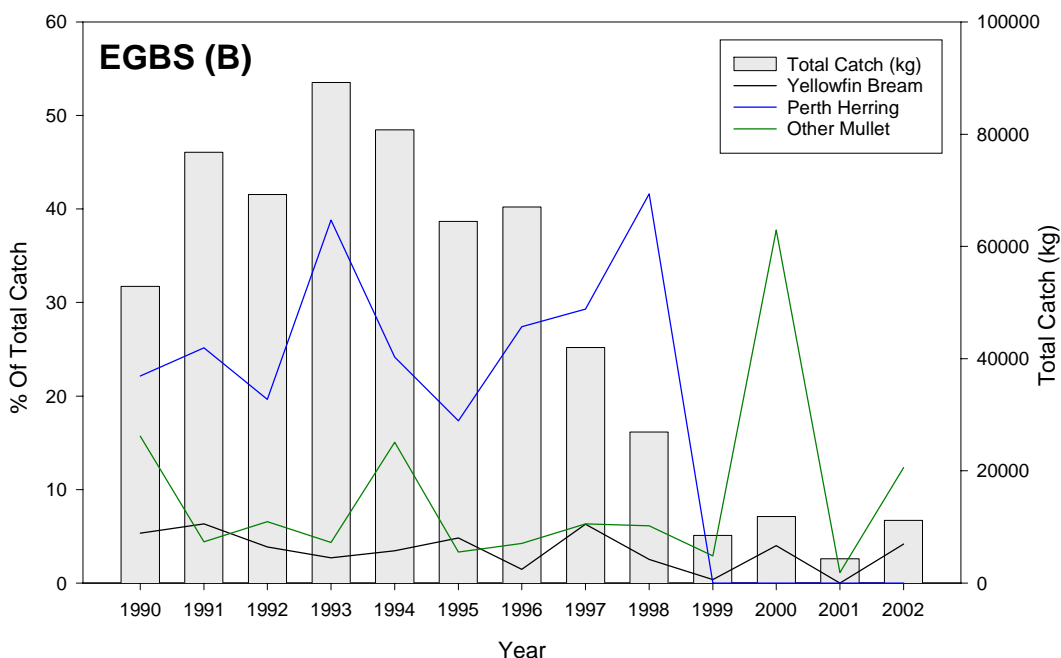 EGBS (B)
Total Catch (kg)
Yellowfin Bream
Perth Herring
Other Mullet
% Of Total Catch
60
50
40
30
20
10
0
Total Catch (kg)
100000
80000
60000
40000
20000
0
1990 1991 1992 1993 1994 1995 1996 1997 1998 1999 2000 2001 2002
Year